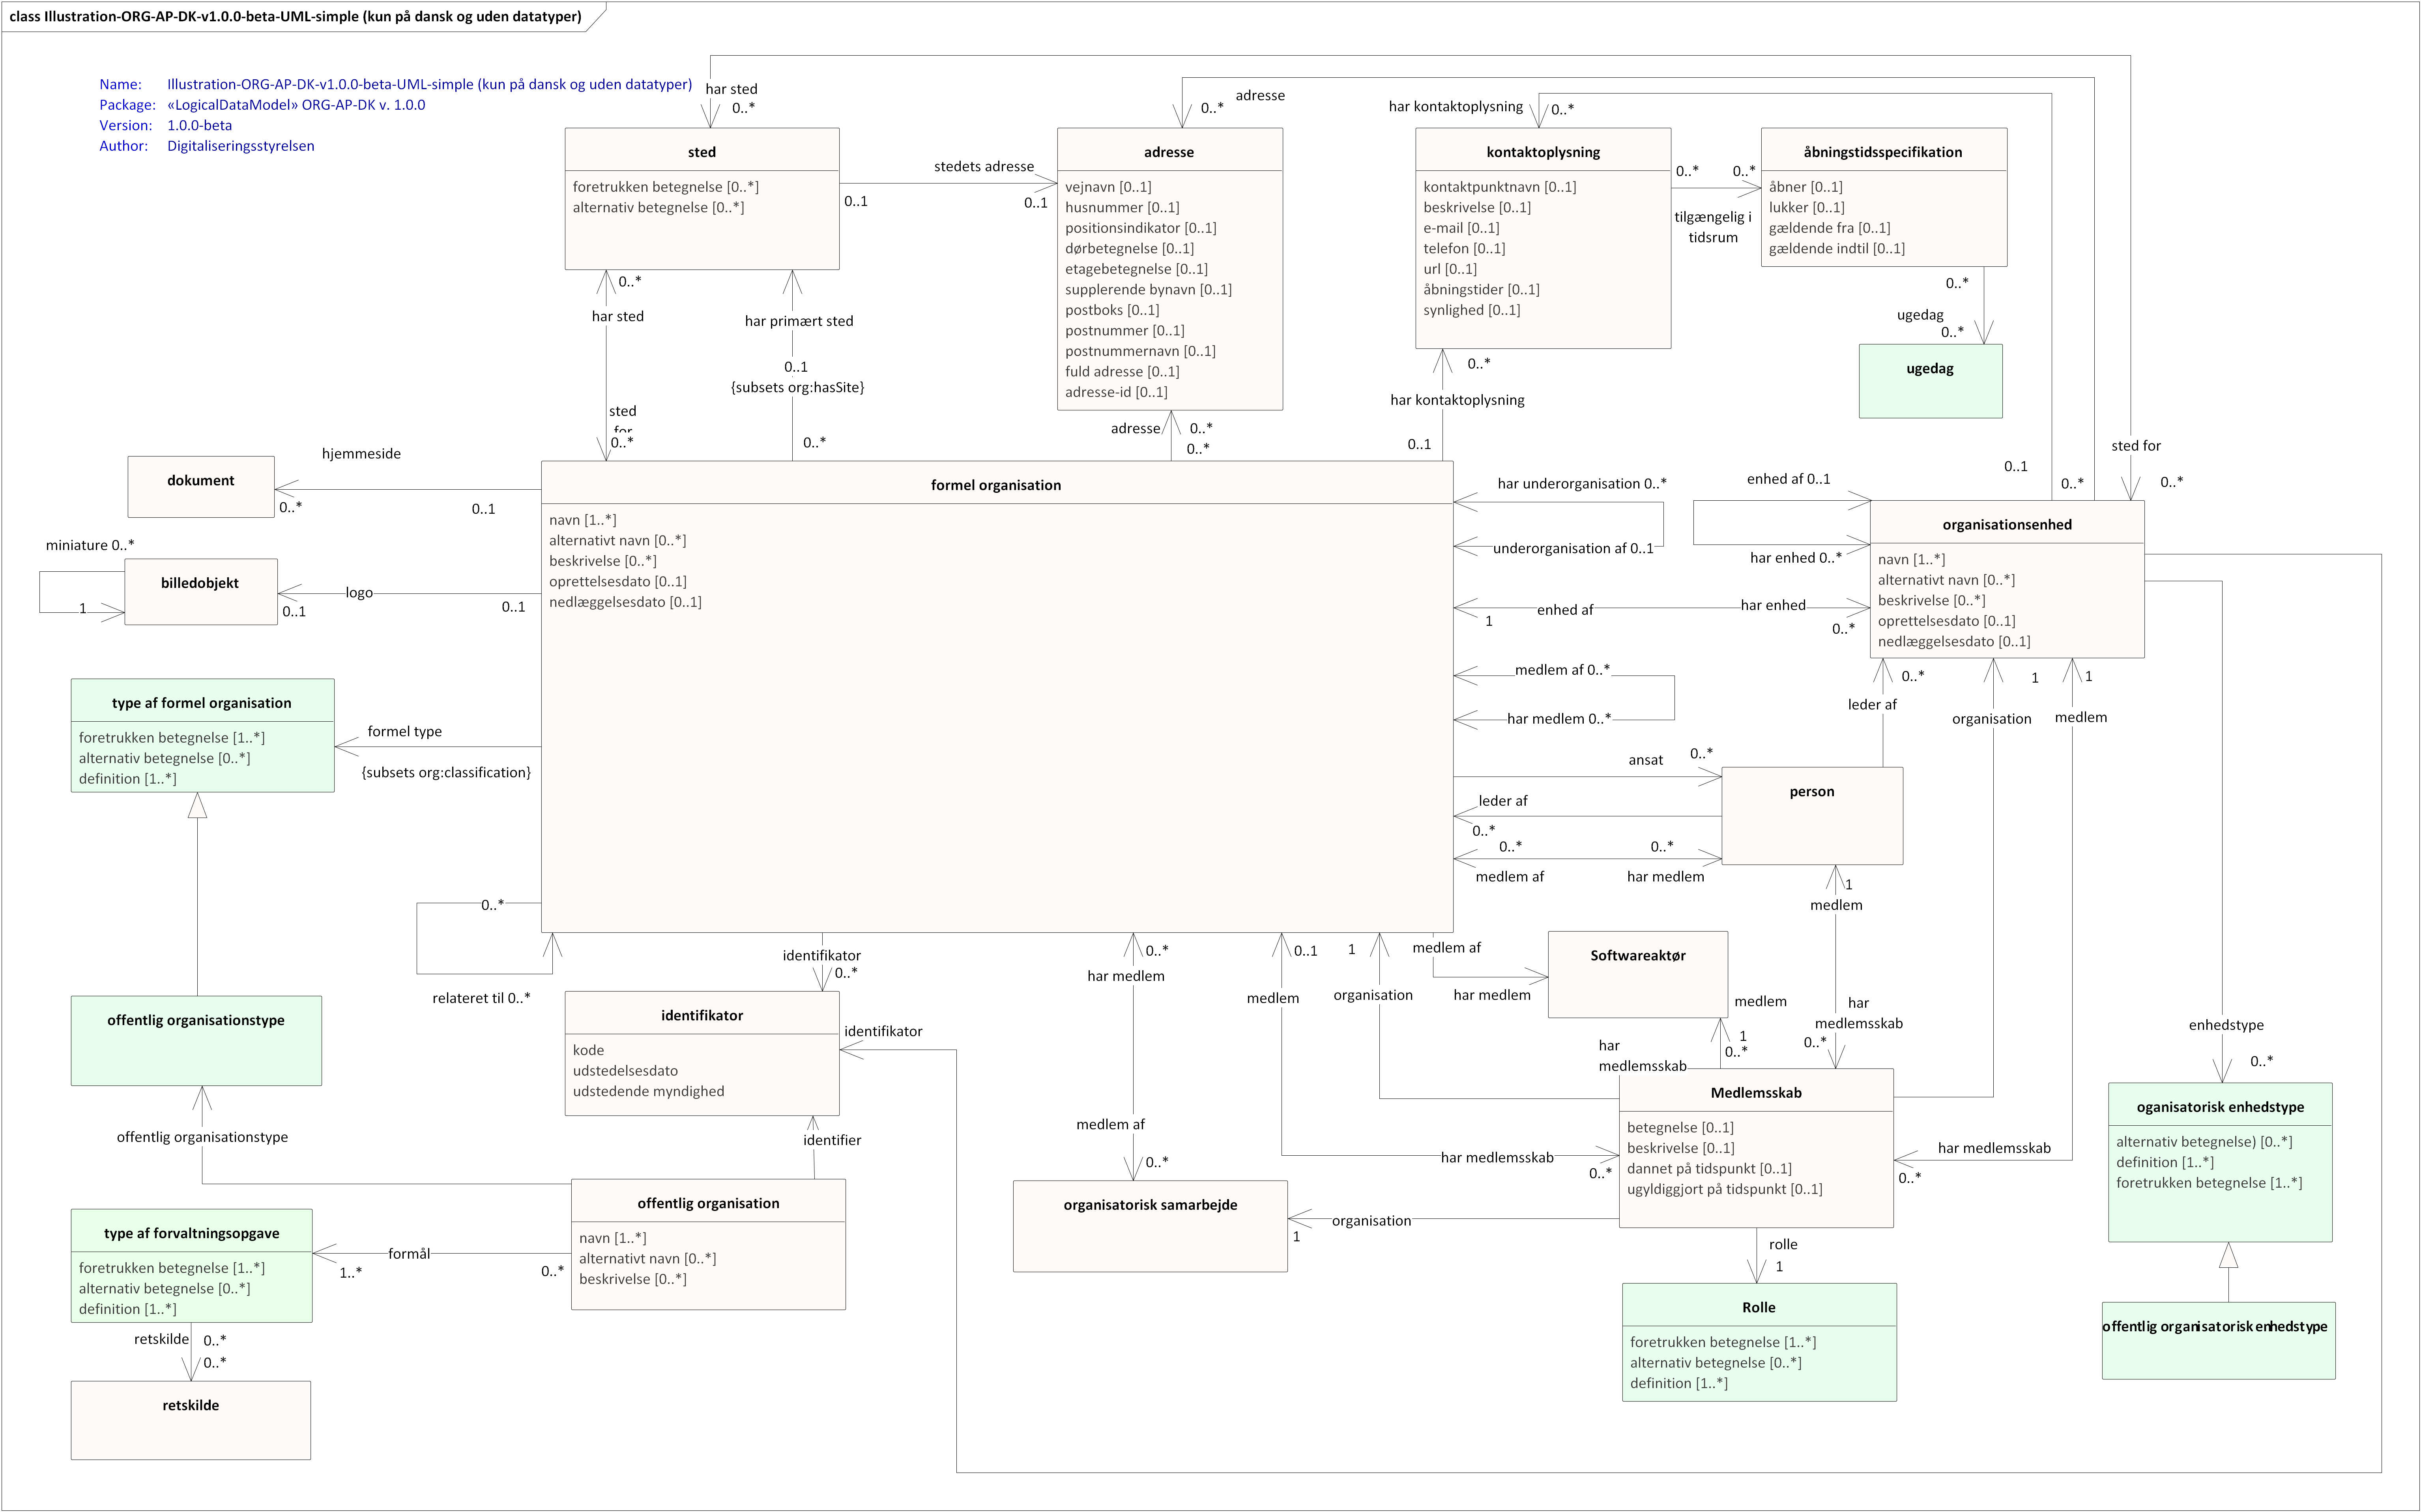 class Illustration-ORG-AP-DK-v1.0.0-beta-UML-simple (kun på dansk og uden datatyper)
Name: Illustration-ORG-AP-DK-v1.0.0-beta-UML-simple (kun på dansk og uden datatyper)
Package: «LogicalDataModel» ORG-AP-DK v. 1.0.0
Version: 1.0.0-beta
Author: Digitaliseringsstyrelsen
har sted
0..*
adresse
0..*
har kontaktoplysning
0..*
sted
foretrukken betegnelse [0..*]
alternativ betegnelse [0..*]
stedets adresse
0..1
0..1
adresse
vejnavn [0..1]
husnummer [0..1]
positionsindikator [0..1]
dørbetegnelse [0..1]
etagebetegnelse [0..1]
supplerende bynavn [0..1]
postboks [0..1]
postnummer [0..1]
postnummernavn [0..1]
fuld adresse [0..1]
adresse-id [0..1]
kontaktoplysning
kontaktpunktnavn [0..1]
beskrivelse [0..1]
e-mail [0..1]
telefon [0..1]
url [0..1]
åbningstider [0..1]
synlighed [0..1]
0..*
0..*
tilgængelig i
tidsrum
åbningstidsspecifikation
åbner [0..1]
lukker [0..1]
gældende fra [0..1]
gældende indtil [0..1]
0..*
ugedag
0..*
ugedag
0..*
har sted
sted
for
0..*
har primært sted
0..1
{subsets org:hasSite}
0..*
adresse
0..*
0..*
0..*
har kontaktoplysning
0..1
sted for
0..1
0..*
0..*
hjemmeside
0..*
0..1
dokument
miniature 0..*
1
billedobjekt
logo
0..1
0..1
formel organisation
navn [1..*]
alternativt navn [0..*]
beskrivelse [0..*]
oprettelsesdato [0..1]
nedlæggelsesdato [0..1]
har underorganisation 0..*
underorganisation af 0..1
enhed af 0..1
har enhed 0..*
organisationsenhed
navn [1..*]
alternativt navn [0..*]
beskrivelse [0..*]
oprettelsesdato [0..1]
nedlæggelsesdato [0..1]
enhed af
1
har enhed
0..*
medlem af 0..*
har medlem 0..*
0..*
leder af
1
organisation
1
medlem
type af formel organisation
foretrukken betegnelse [1..*]
alternativ betegnelse [0..*]
definition [1..*]
formel type
{subsets org:classification}
ansat
0..*
leder af
0..*
0..*
0..*
medlem af
har medlem
person
1
medlem
0..*
relateret til 0..*
identifikator
0..*
0..*
har medlem
0..1
medlem
1
organisation
medlem af
har medlem
Softwareaktør
medlem
1
0..*
har
medlemsskab
har
medlemsskab
0..*
enhedstype
0..*
offentlig organisationstype
identifikator
kode
udstedelsesdato
udstedende myndighed
identifikator
identifier
medlem af
0..*
har medlemsskab
0..*
Medlemsskab
betegnelse [0..1]
beskrivelse [0..1]
dannet på tidspunkt [0..1]
ugyldiggjort på tidspunkt [0..1]
har medlemsskab
0..*
oganisatorisk enhedstype
alternativ betegnelse) [0..*]
definition [1..*]
foretrukken betegnelse [1..*]
offentlig organisationstype
offentlig organisation
navn [1..*]
alternativt navn [0..*]
beskrivelse [0..*]
organisatorisk samarbejde
organisation
1
type af forvaltningsopgave
foretrukken betegnelse [1..*]
alternativ betegnelse [0..*]
definition [1..*]
formål
1..*
0..*
rolle
1
Rolle
foretrukken betegnelse [1..*]
alternativ betegnelse [0..*]
definition [1..*]
offentlig organisatorisk enhedstype
retskilde
0..*
0..*
retskilde